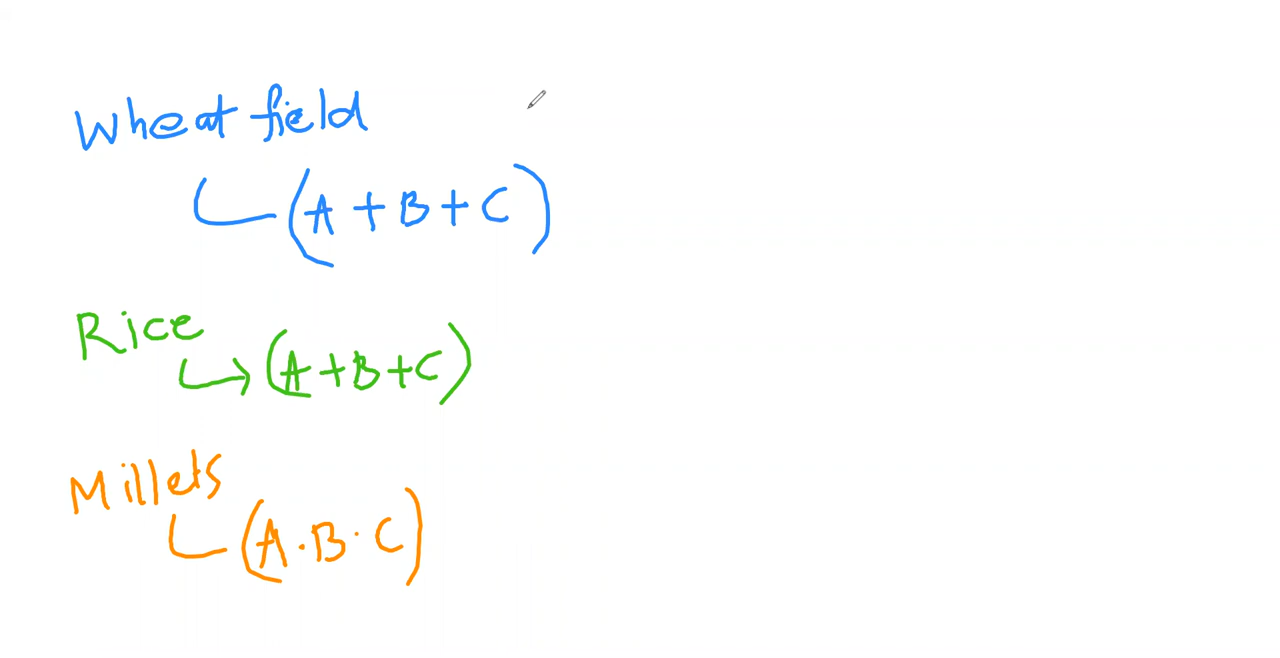 Wheat field
(A + B + C)
Rice
(A + B + C)
Millets
(A . B . C)